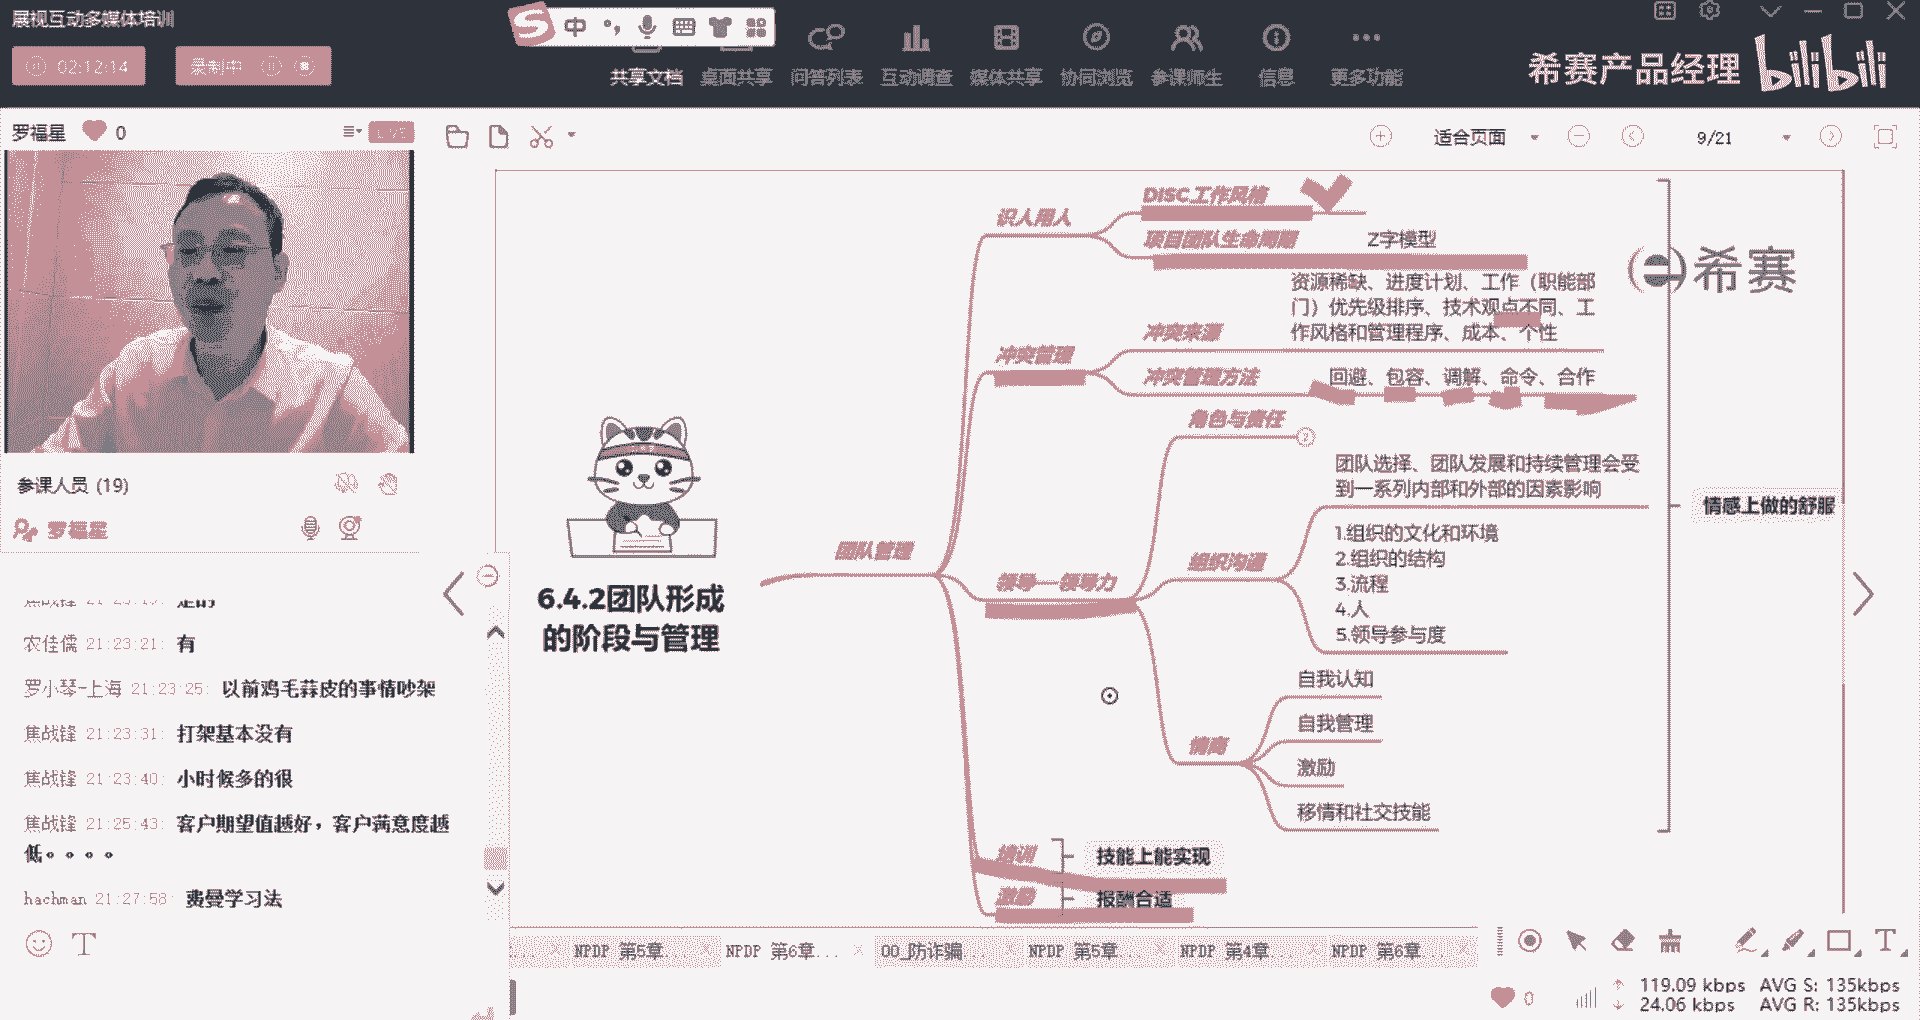 展视互动多媒体培训
02:12:14
录制中
中
共享文档 桌面共享 问答列表 互动调查 媒体共享 协同浏览 参课师生 信息 更多功能
希赛产品经理 bilibili
罗福星 0
适合页面
9/21
参课人员 (19)
罗福星
农佳儒 21:23:21: 有
罗小琴-上海 21:23:25: 以前鸡毛蒜皮的事情吵架
焦战锋 21:23:31: 打架基本没有
焦战锋 21:23:40: 小时候多的很
焦战锋 21:25:43: 客户期望值越好，客户满意度越
低。。。。
hachman 21:27:58: 费曼学习法
6.4.2团队形成
的阶段与管理
团队管理
识人用人
DISC工作风格
项目团队生命周期 Z字模型
希赛
冲突管理
冲突来源
资源稀缺、进度计划、工作（职能部
门）优先级排序、技术观点不同、工
作风格和管理程序、成本、个性
冲突管理方法
回避、包容、调解、命令、合作
领导—领导力
角色与责任
2
组织沟通
团队选择、团队发展和持续管理会受
到一系列内部和外部的因素影响
1.组织的文化和环境
2.组织的结构
3.流程
4.人
5.领导参与度
情商
自我认知
自我管理
激励
移情和社交技能
情感上做的舒服
培训
技能上能实现
激励
报酬合适
NPDP 第5章... NPDP 第6章... 00_防诈骗... NPDP 第5章... NPDP 第4章... NPDP 第6章...
0
119.09 kbps AVG S: 135kbps
24.06 kbps AVG R: 135kbps